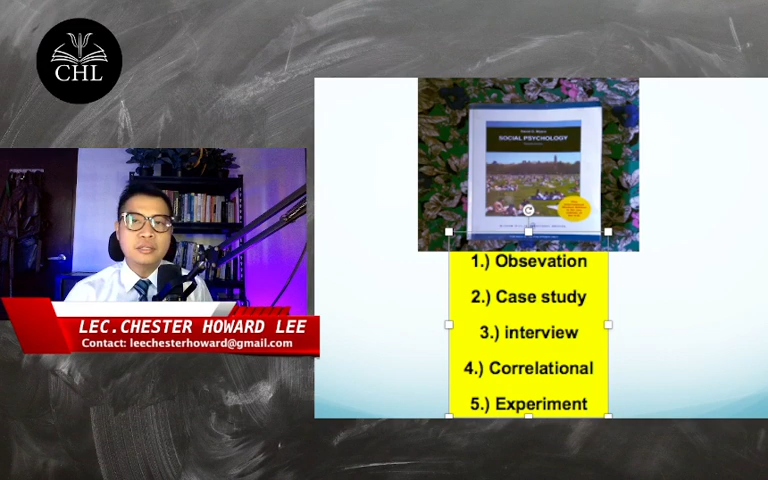 CHL
SOCIAL PSYCHOLOGY
1.) Obsevation
2.) Case study
3.) interview
4.) Correlational
5.) Experiment
LEC.CHESTER HOWARD LEE
Contact: leechesterhoward@gmail.com